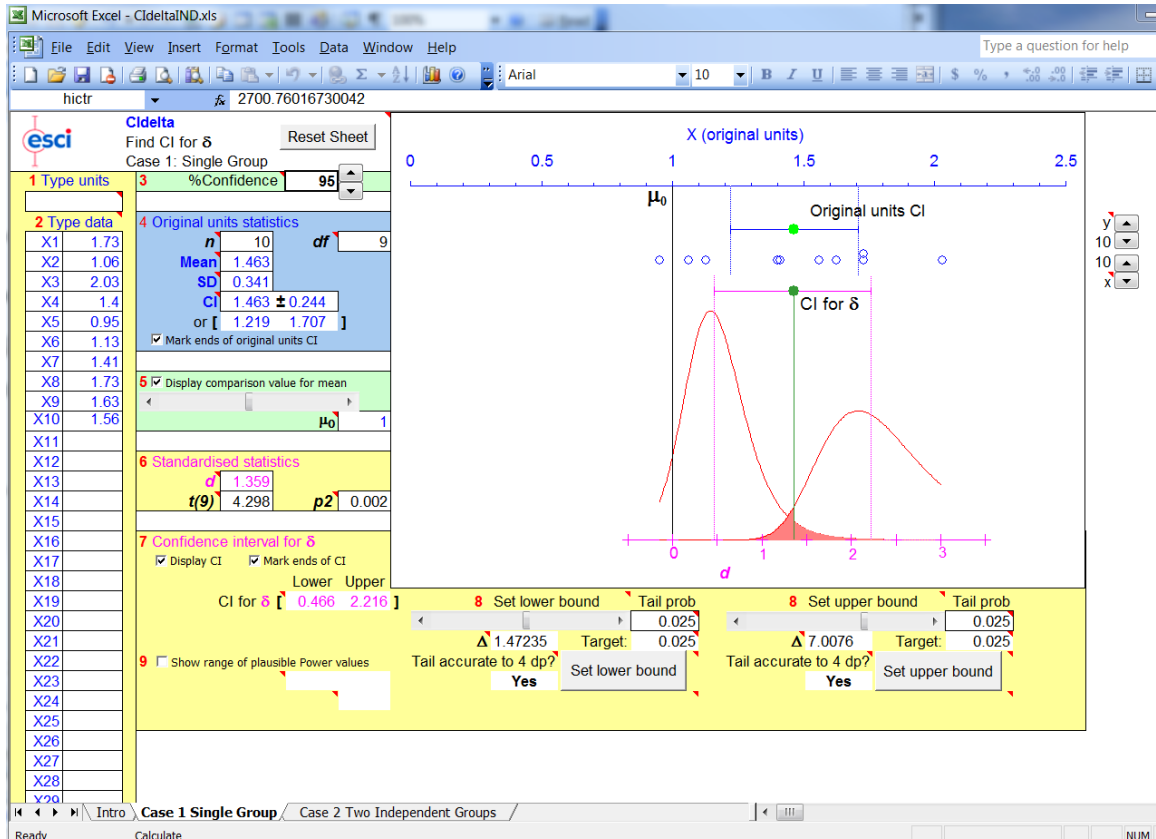 Microsoft Excel - CIdeltaIND.xls
File Edit View Insert Format Tools Data Window Help
Type a question for help
Arial 10 B I U $ % ,
hictr fx 2700.76016730042
esci
CIdelta
Find CI for δ
Case 1: Single Group
Reset Sheet
1 Type units
3 %Confidence 95
2 Type data
X1 1.73
X2 1.06
X3 2.03
X4 1.4
X5 0.95
X6 1.13
X7 1.41
X8 1.73
X9 1.63
X10 1.56
X11
X12
X13
X14
X15
X16
X17
X18
X19
X20
X21
X22
X23
X24
X25
X26
X27
X28
X29
4 Original units statistics
n 10 df 9
Mean 1.463
SD 0.341
CI 1.463 ± 0.244
or [ 1.219 1.707 ]
Mark ends of original units CI
5 Display comparison value for mean
μ0 1
6 Standardised statistics
d 1.359
t(9) 4.298 p2 0.002
7 Confidence interval for δ
Display CI Mark ends of CI
Lower Upper
CI for δ [ 0.466 2.216 ]
9 Show range of plausible Power values
X (original units)
0 0.5 1 1.5 2 2.5
μ0
Original units CI
CI for δ
0 1 2 3
d
y
10
10
x
8 Set lower bound Tail prob
0.025
Δ 1.47235 Target: 0.025
Tail accurate to 4 dp?
Yes
Set lower bound
8 Set upper bound Tail prob
0.025
Δ 7.0076 Target: 0.025
Tail accurate to 4 dp?
Yes
Set upper bound
Intro Case 1 Single Group Case 2 Two Independent Groups
Ready Calculate NUM